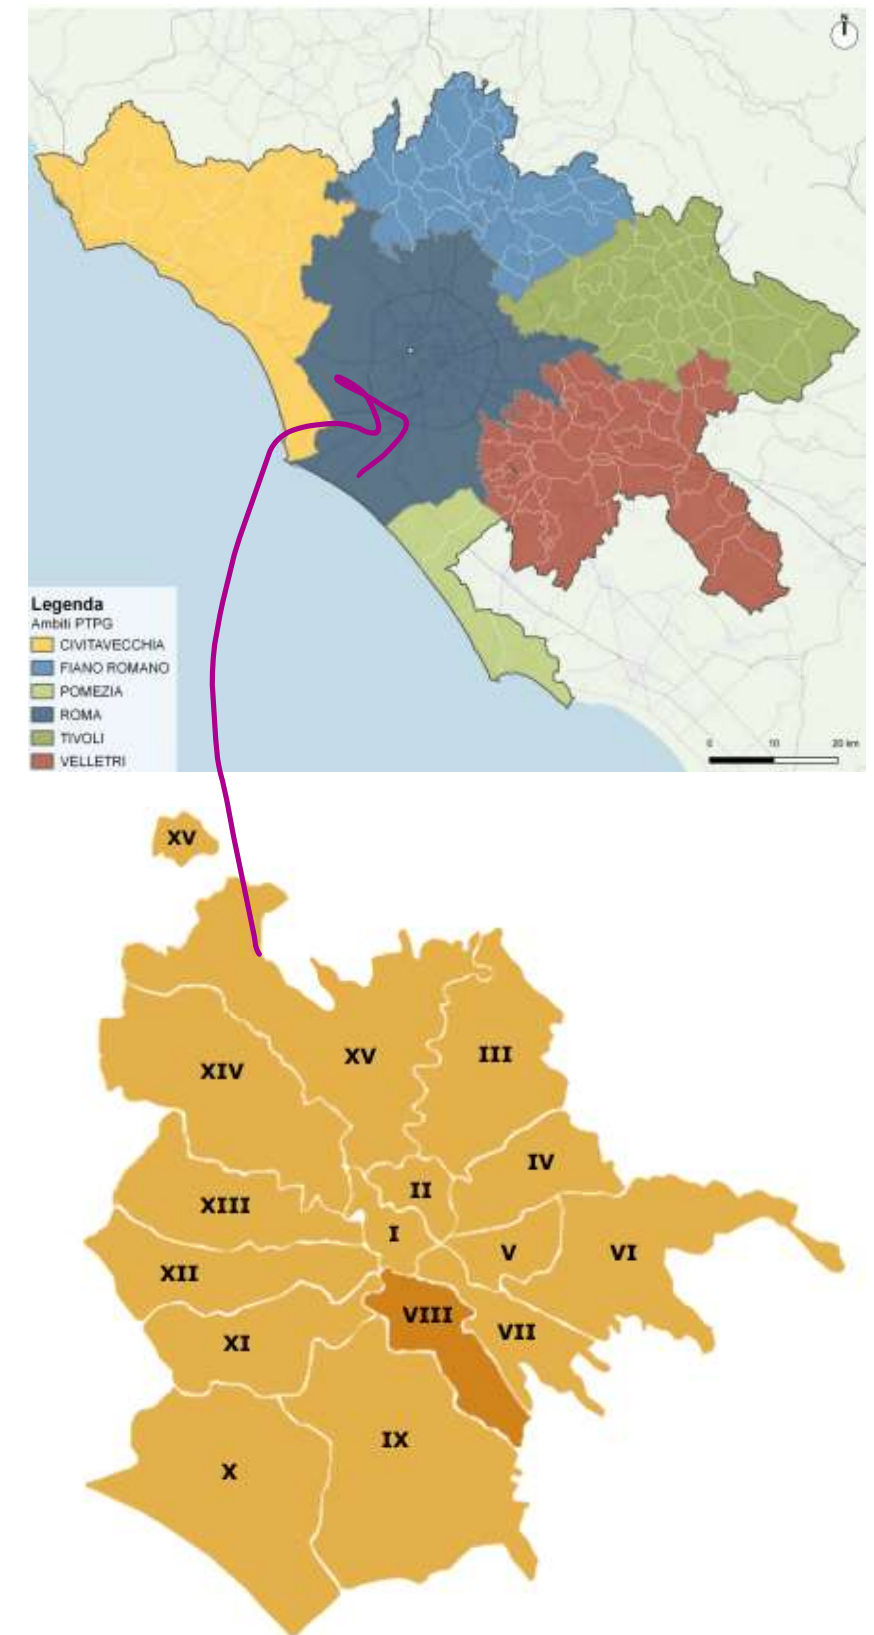 N
Legenda
Ambiti PTPG
CIVITAVECCHIA
FIANO ROMANO
POMEZIA
ROMA
TIVOLI
VELLETRI
0 10 20 km
XV
XIV
XV
III
IV
II
XIII
I
V
VI
XII
VIII
VII
XI
IX
X